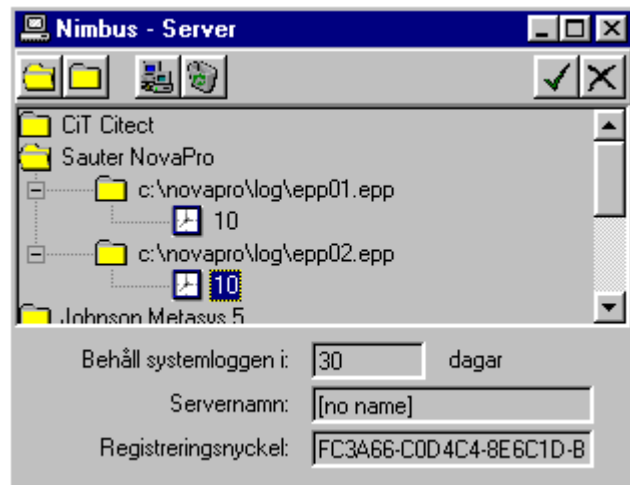 Nimbus - Server
CiT Citect
Sauter NovaPro
c:\novapro\log\epp01.epp
10
c:\novapro\log\epp02.epp
10
Johnson Metasys 5
Behåll systemloggen i: 30 dagar
Servernamn: [no name]
Registreringsnyckel: FC3A66-C0D4C4-8E6C1D-B